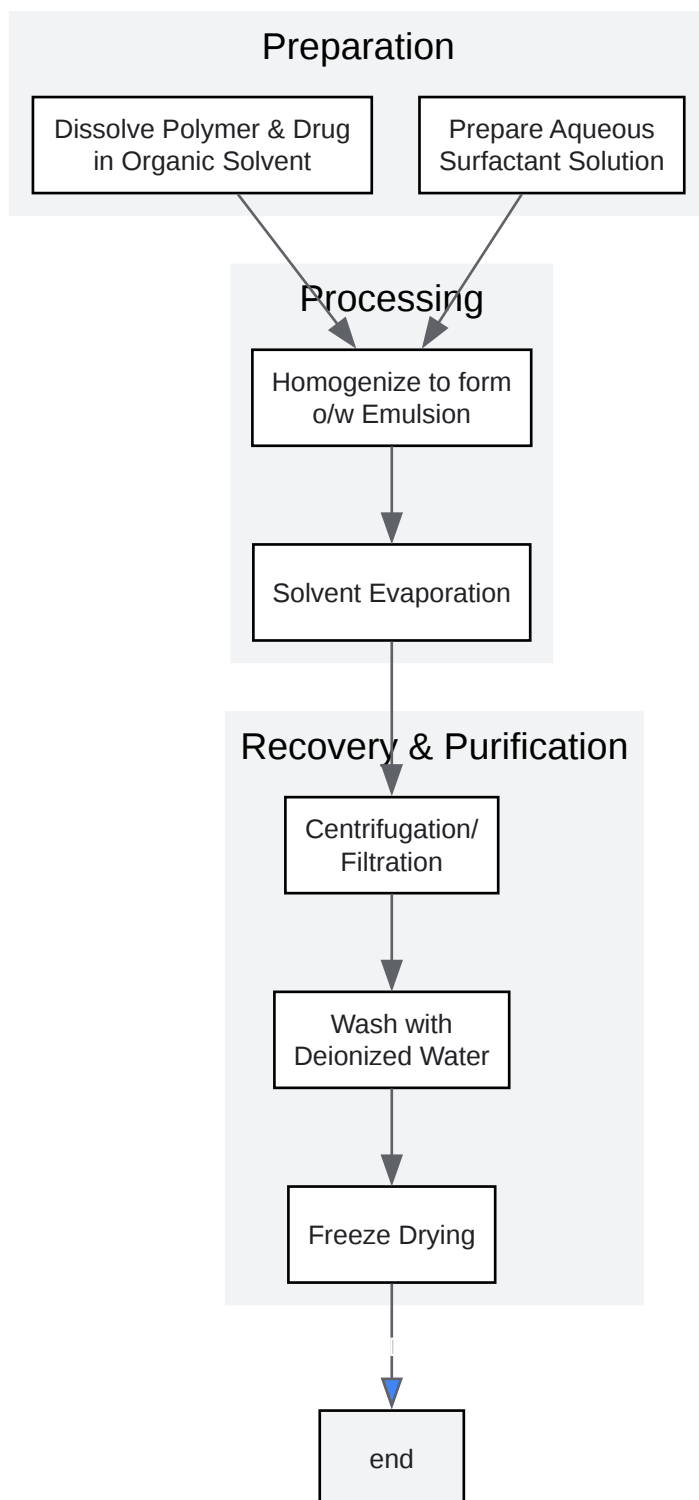 Preparation
Dissolve Polymer & Drug
in Organic Solvent
Prepare Aqueous
Surfactant Solution
Processing
Homogenize to form
o/w Emulsion
Solvent Evaporation
Recovery & Purification
Centrifugation/
Filtration
Wash with
Deionized Water
Freeze Drying
end